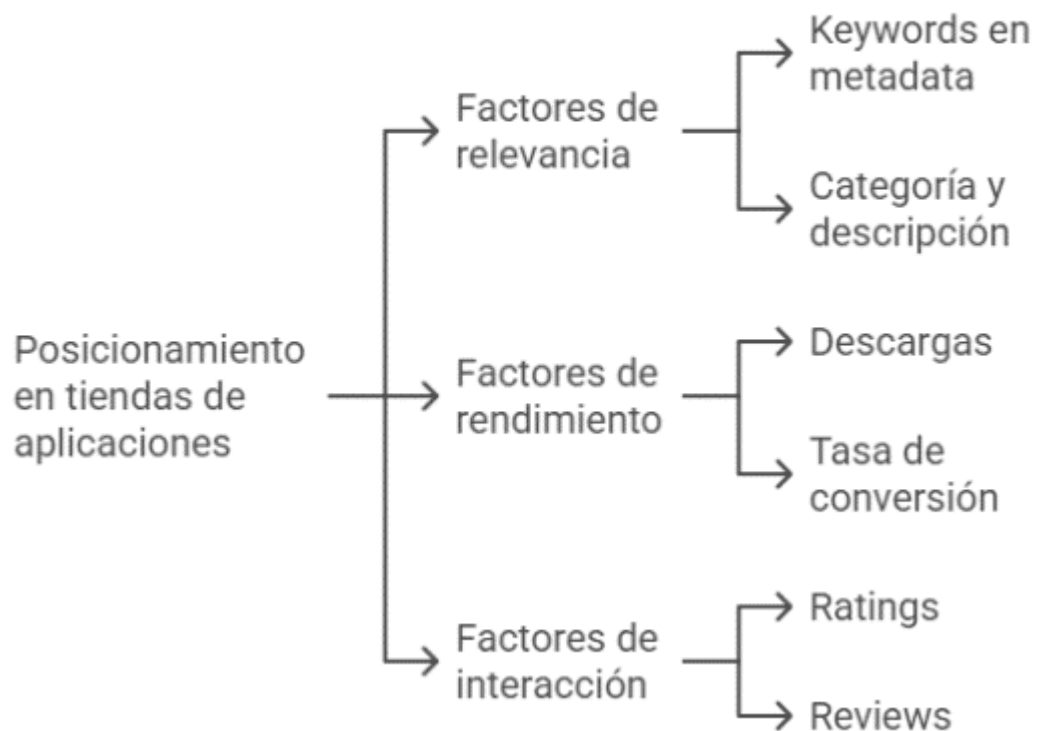 Posicionamiento
en tiendas de
aplicaciones
Factores de
relevancia
Keywords en
metadata
Categoría y
descripción
Factores de
rendimiento
Descargas
Tasa de
conversión
Factores de
interacción
Ratings
Reviews